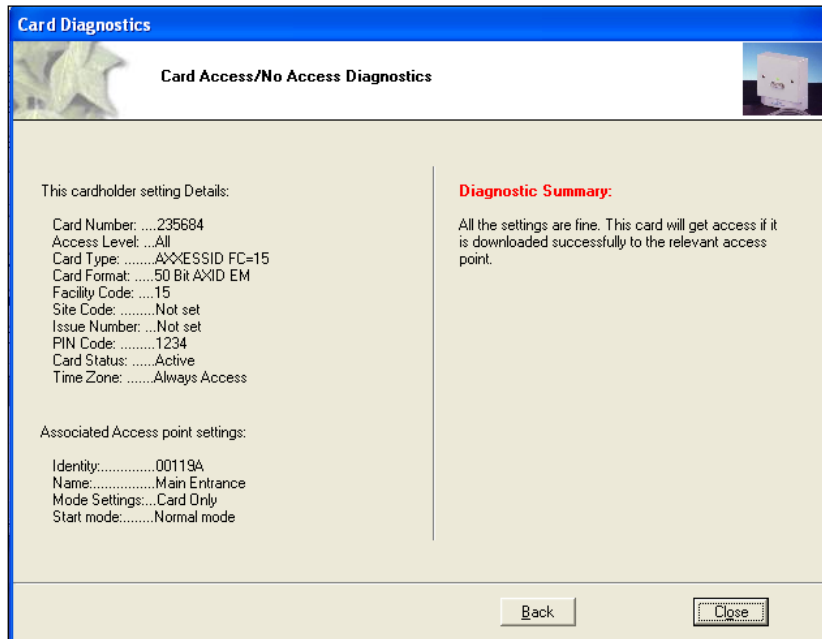 Card Diagnostics
Card Access/No Access Diagnostics
This cardholder setting Details:
Card Number: ....235684
Access Level: ...All
Card Type: ........AXXESSID FC=15
Card Format: .....50 Bit AXID EM
Facility Code: ....15
Site Code: ........Not set
Issue Number: ...Not set
PIN Code: .........1234
Card Status: ......Active
Time Zone: .......Always Access
Associated Access point settings:
Identity:..............00119A
Name:................Main Entrance
Mode Settings:...Card Only
Start mode:........Normal mode
Diagnostic Summary:
All the settings are fine. This card will get access if it
is downloaded successfully to the relevant access
point.
Back
Close